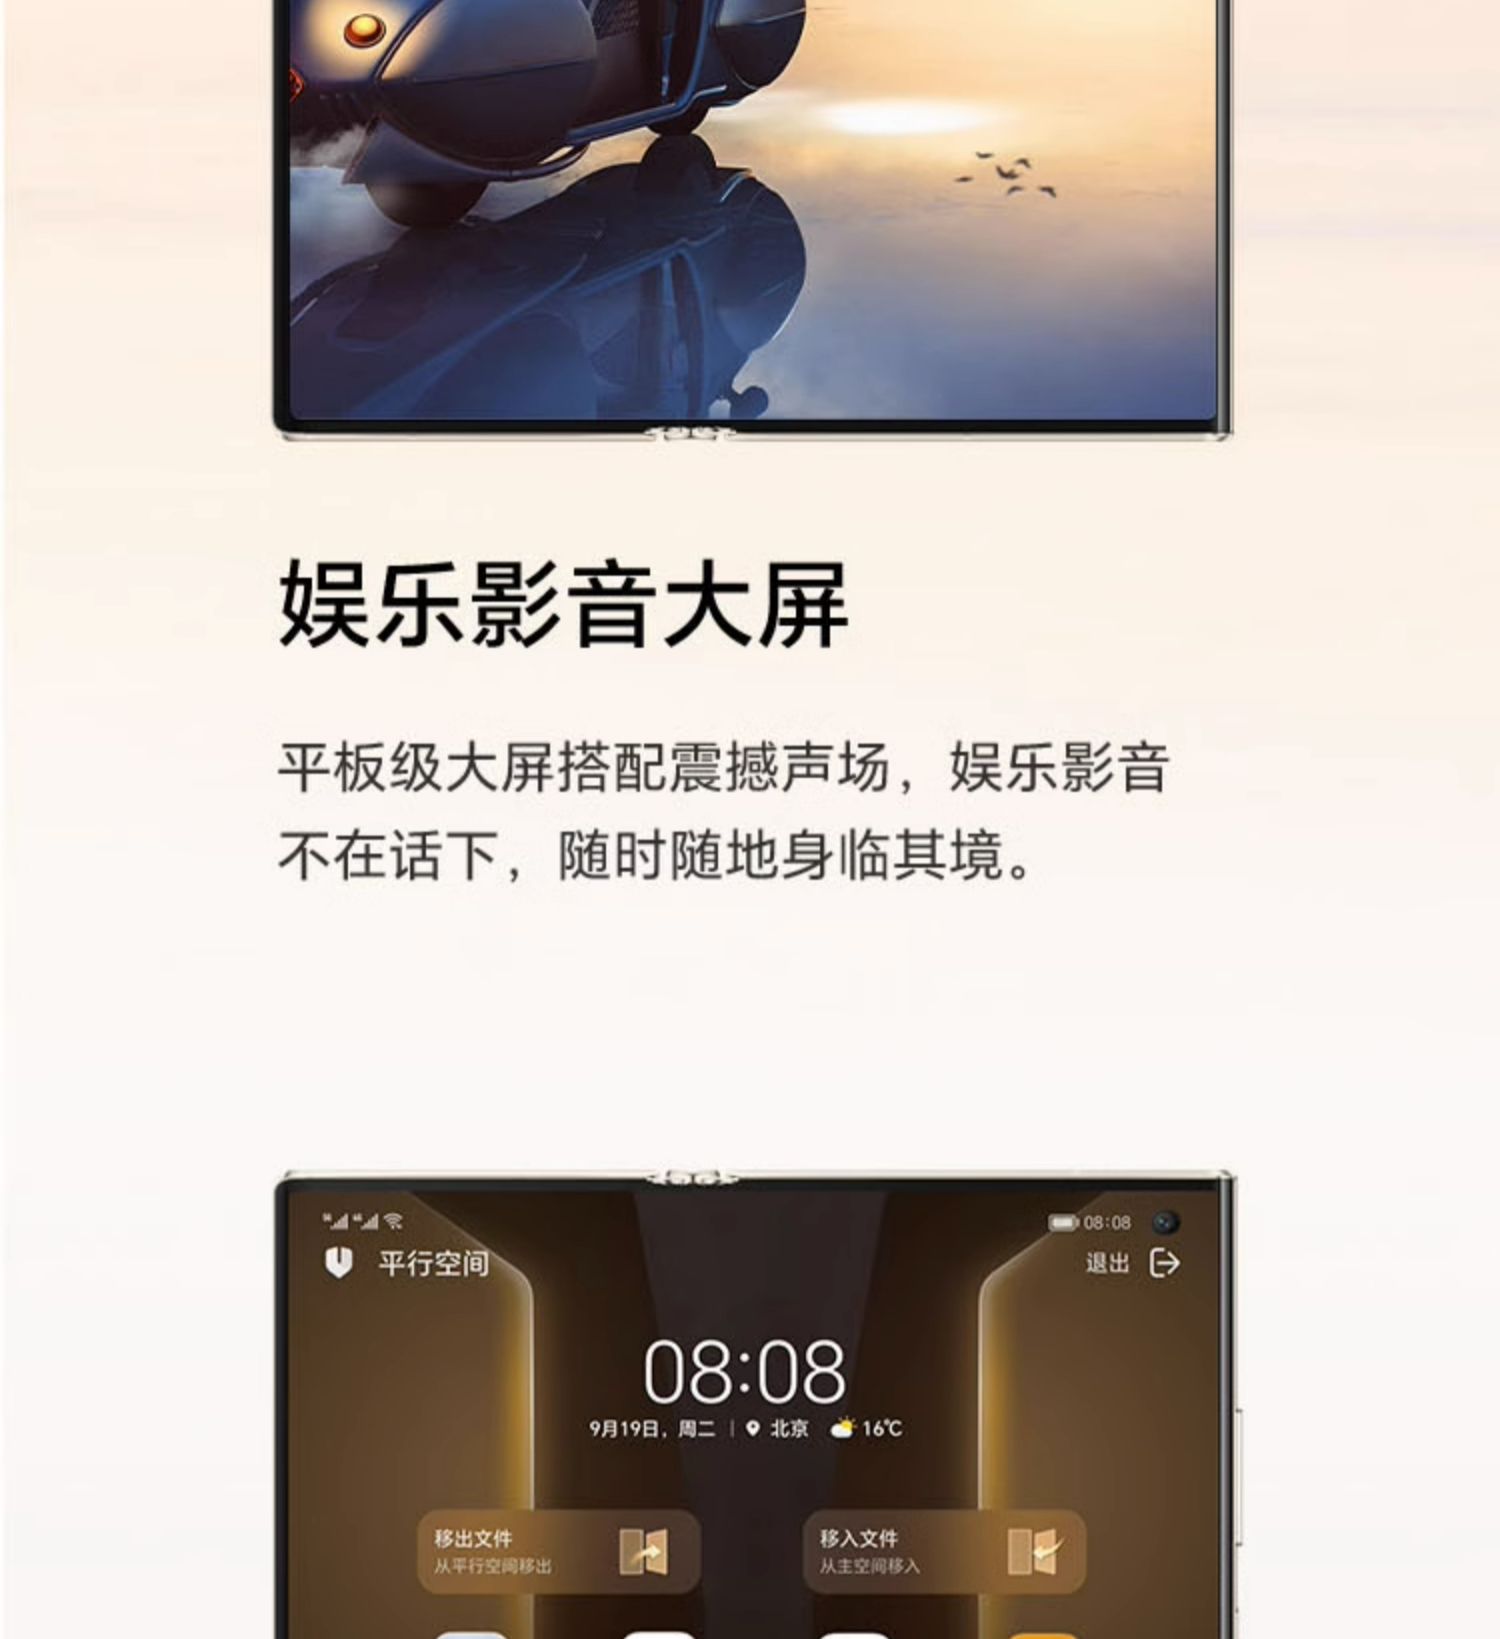 娱乐影音大屏
平板级大屏搭配震撼声场，娱乐影音
不在话下，随时随地身临其境。
08:08
平行空间
退出
08:08
9月19日，周二 | 北京 16℃
移出文件
从平行空间移出
移入文件
从主空间移入